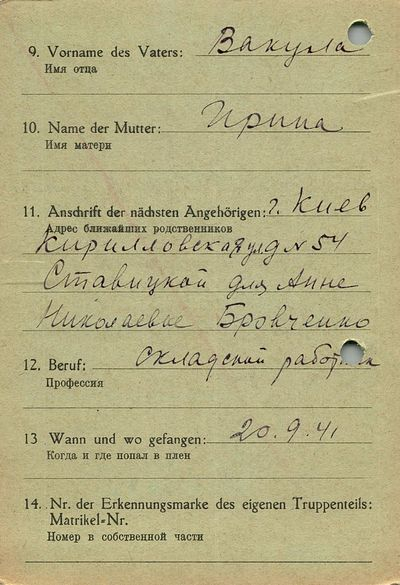 9. Vorname des Vaters: Вакула
Имя отца
10. Name der Mutter: Ирина
Имя матери
11. Anschrift der nächsten Angehörigen: г. Киев
Адрес ближайших родственников
Кирилловская ул д № 54
Ставицкой для Анне
Николаевне Бровченко
12. Beruf: складской работник
Профессия
13 Wann und wo gefangen: 20.9.41
Когда и где попал в плен
14. Nr. der Erkennungsmarke des eigenen Truppenteils:
Matrikel=Nr.
Номер в собственной части